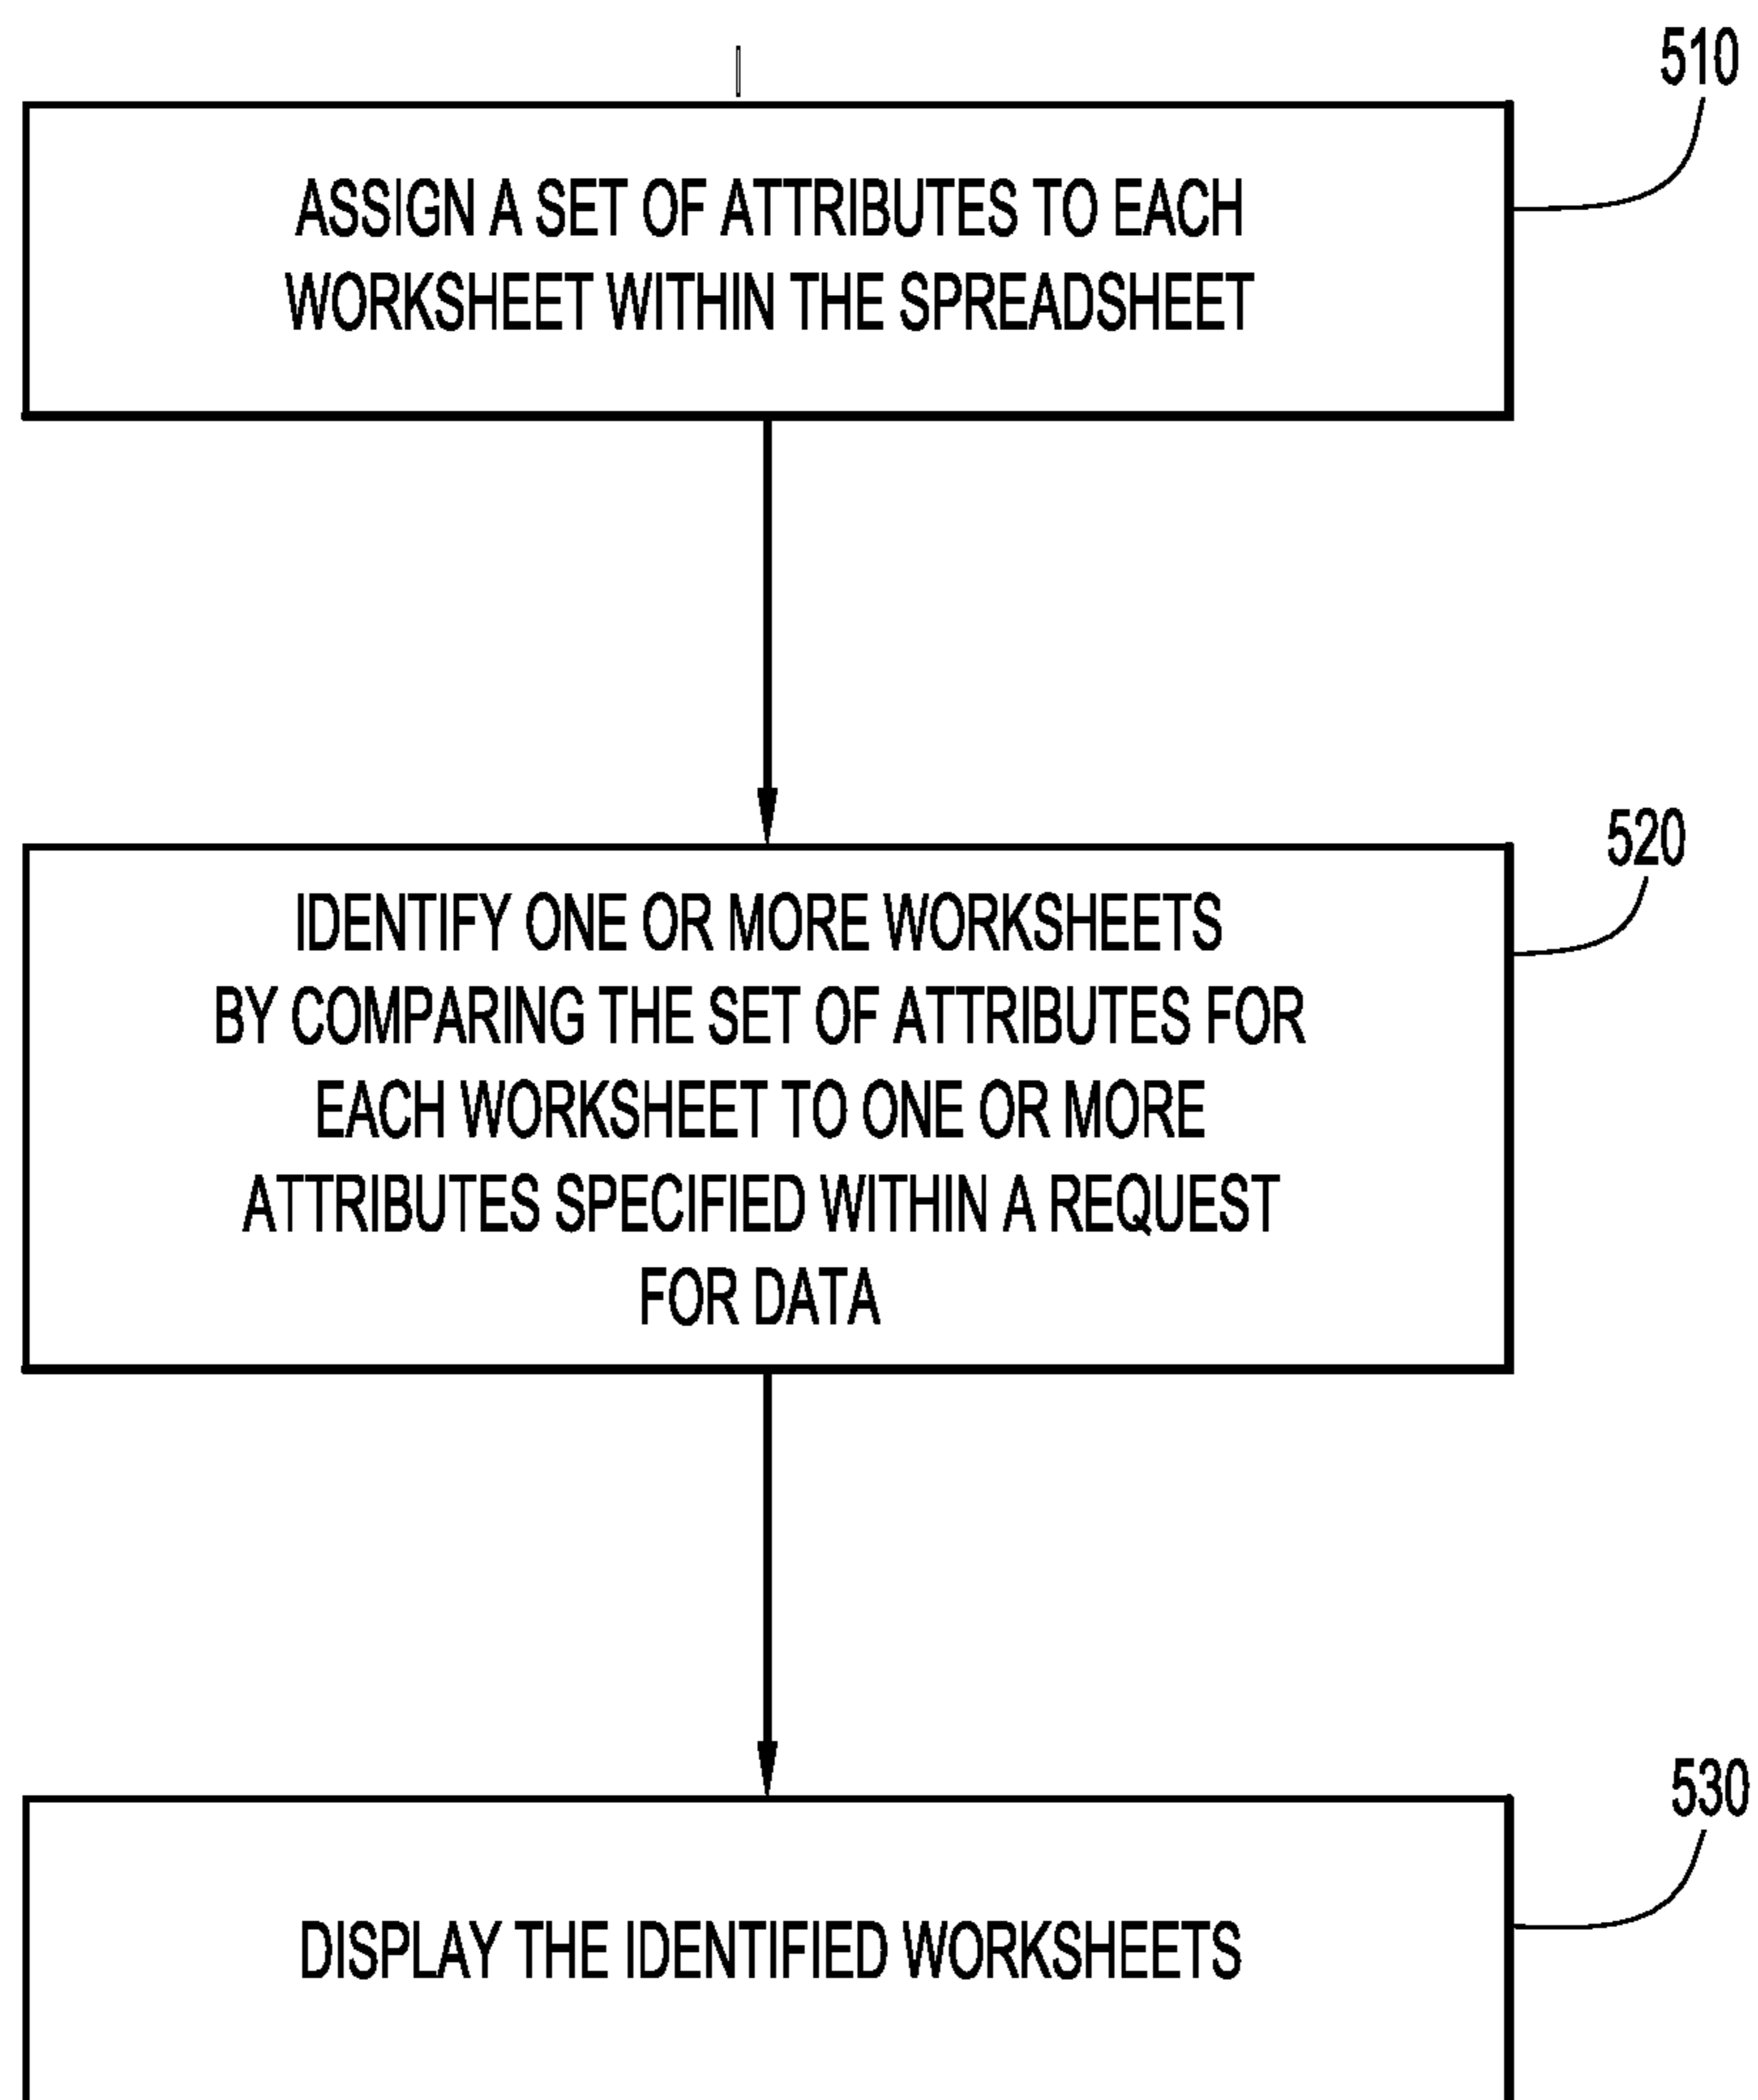 510
ASSIGN A SET OF ATTRIBUTES TO EACH
WORKSHEET WITHIN THE SPREADSHEET
520
IDENTIFY ONE OR MORE WORKSHEETS
BY COMPARING THE SET OF ATTRIBUTES FOR
EACH WORKSHEET TO ONE OR MORE
ATTRIBUTES SPECIFIED WITHIN A REQUEST
FOR DATA
530
DISPLAY THE IDENTIFIED WORKSHEETS